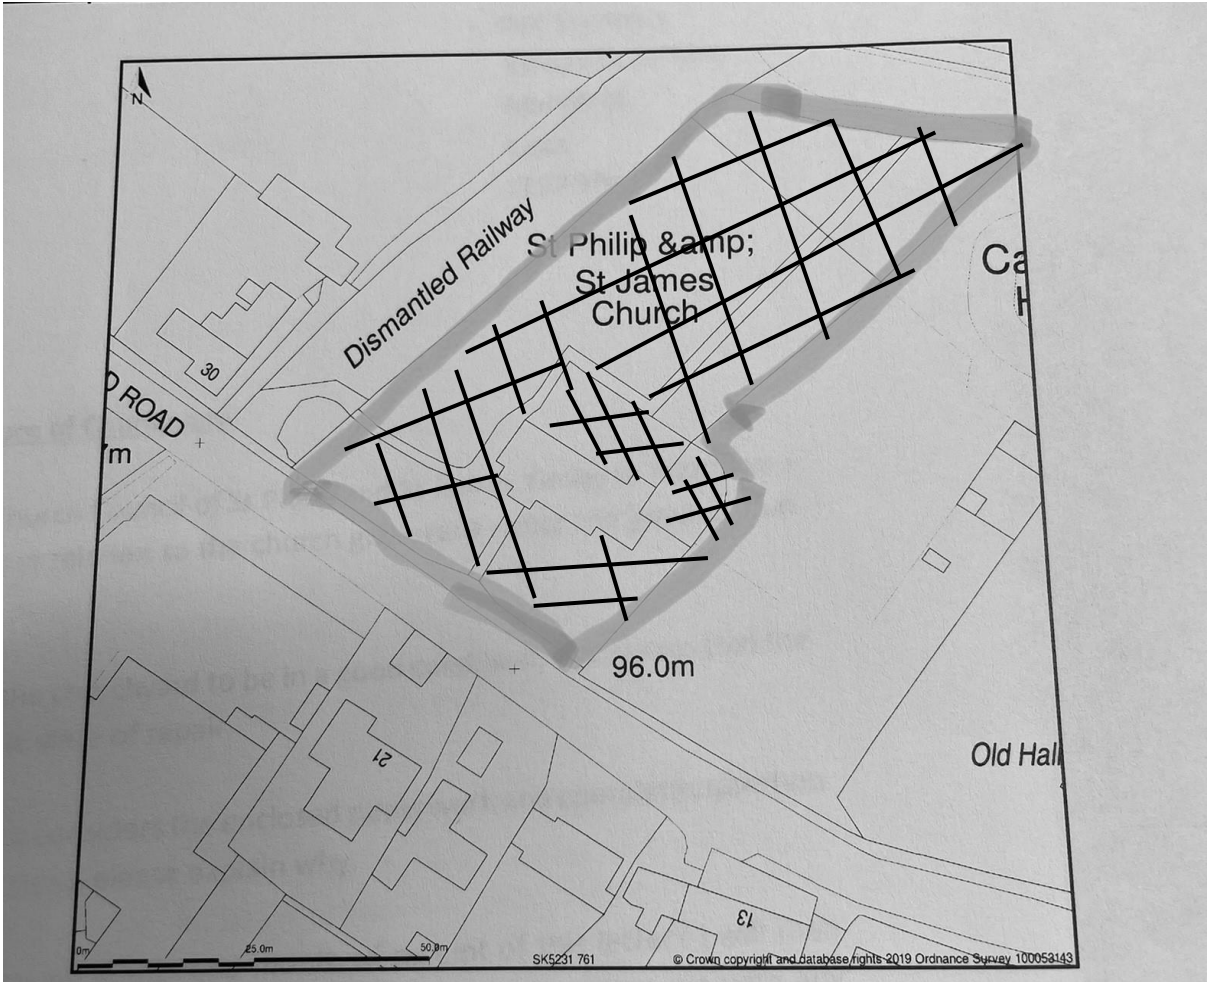 N
Dismantled Railway
St Philip &amp;
St James
Church
Ca
H
30
O ROAD
7m
96.0m
21
Old Hall
13
0m
25.0m
50.0m
SK5231 761
© Crown copyright and database rights 2019 Ordnance Survey 100053143